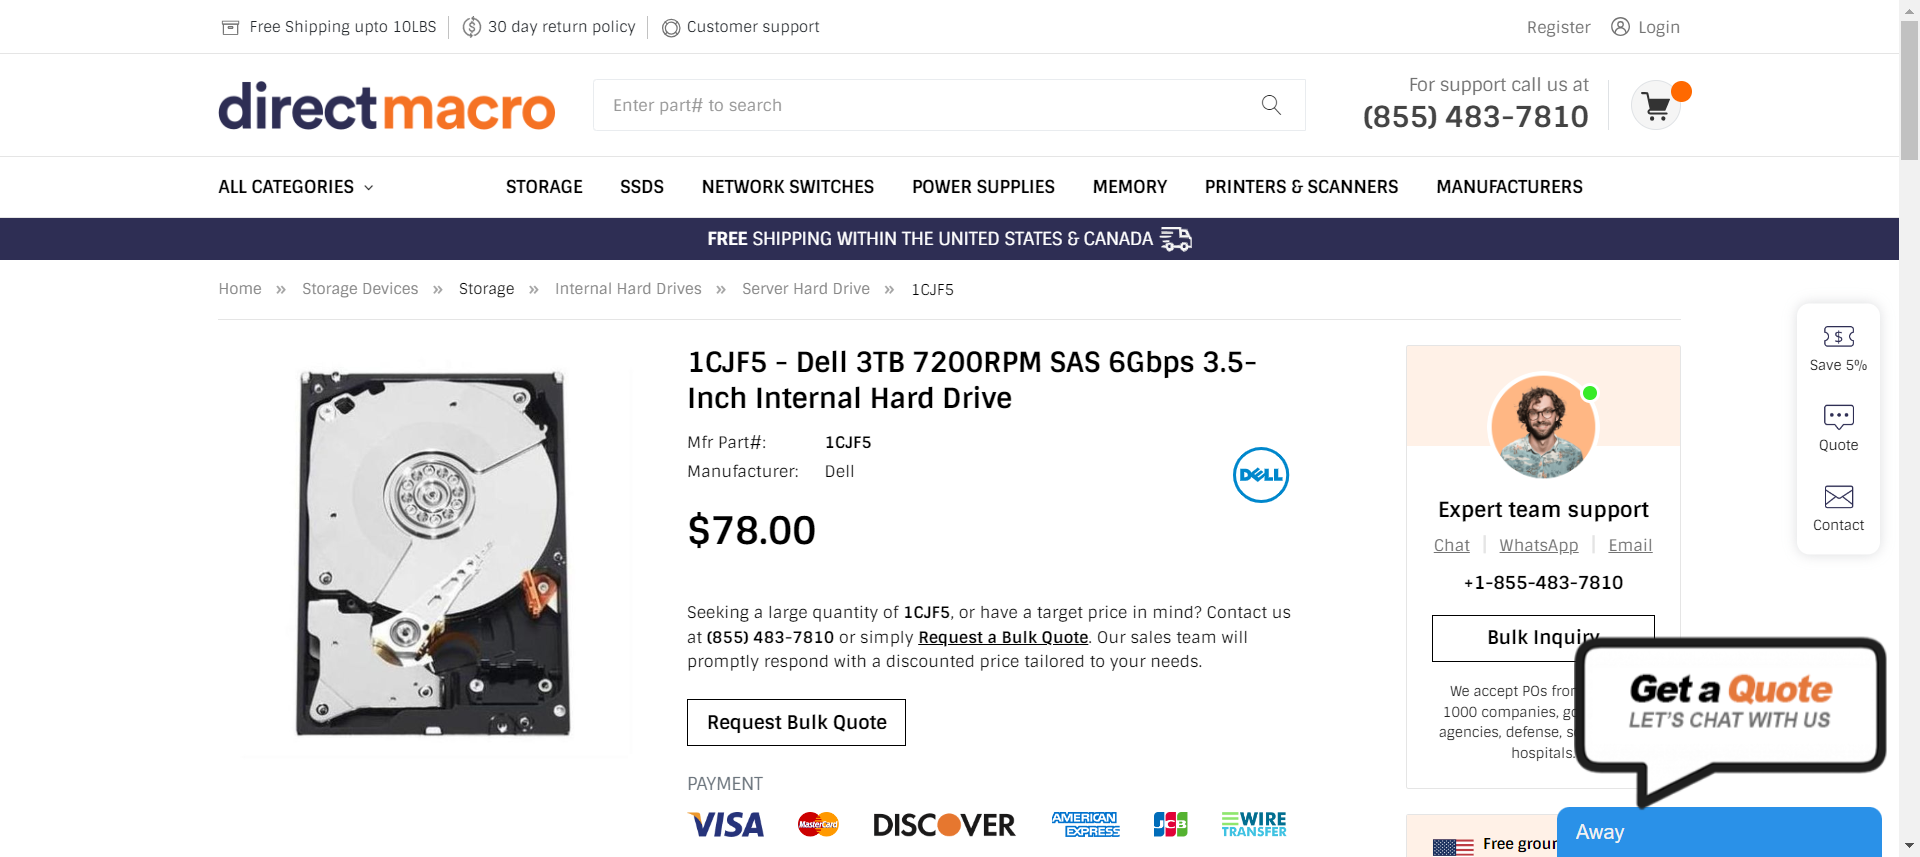 Free Shipping upto 10LBS
30 day return policy
Customer support
Register
Login
directmacro
Enter part# to search
For support call us at
(855) 483-7810
ALL CATEGORIES
STORAGE
SSDS
NETWORK SWITCHES
POWER SUPPLIES
MEMORY
PRINTERS & SCANNERS
MANUFACTURERS
FREE SHIPPING WITHIN THE UNITED STATES & CANADA
Home » Storage Devices » Storage » Internal Hard Drives » Server Hard Drive » 1CJF5
1CJF5 - Dell 3TB 7200RPM SAS 6Gbps 3.5-
Inch Internal Hard Drive
Mfr Part#: 1CJF5
Manufacturer: Dell
DELL
$78.00
Seeking a large quantity of 1CJF5, or have a target price in mind? Contact us
at (855) 483-7810 or simply Request a Bulk Quote. Our sales team will
promptly respond with a discounted price tailored to your needs.
Request Bulk Quote
PAYMENT
VISA
MasterCard
DISCOVER
AMERICAN
EXPRESS
JCB
WIRE
TRANSFER
Expert team support
Chat | WhatsApp | Email
+1-855-483-7810
Bulk Inquiry
We accept POs from
1000 companies, go
agencies, defense, s
hospitals.
Free groun
Save 5%
Quote
Contact
Get a Quote
LET'S CHAT WITH US
Away